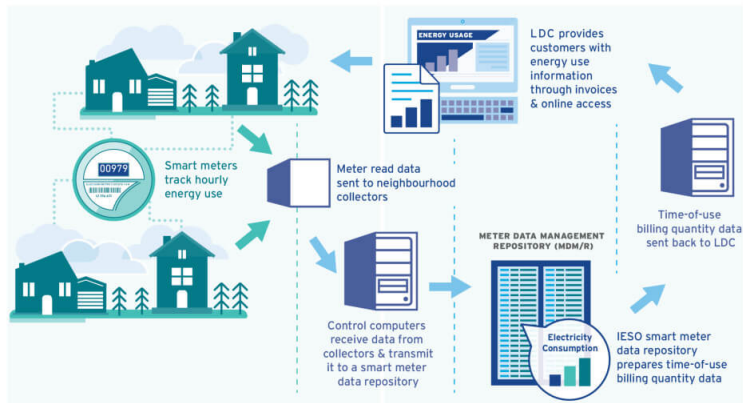 ENERGY USAGE
LDC provides
customers with
energy use
information
through invoices
& online access
00979
Smart meters
track hourly
energy use
Meter read data
sent to neighbourhood
collectors
Time-of-use
billing quantity data
sent back to LDC
METER DATA MANAGEMENT
REPOSITORY (MDM/R)
Control computers
receive data from
collectors & transmit
it to a smart meter
data repository
Electricity
Consumption
IESO smart meter
data repository
prepares time-of-use
billing quantity data